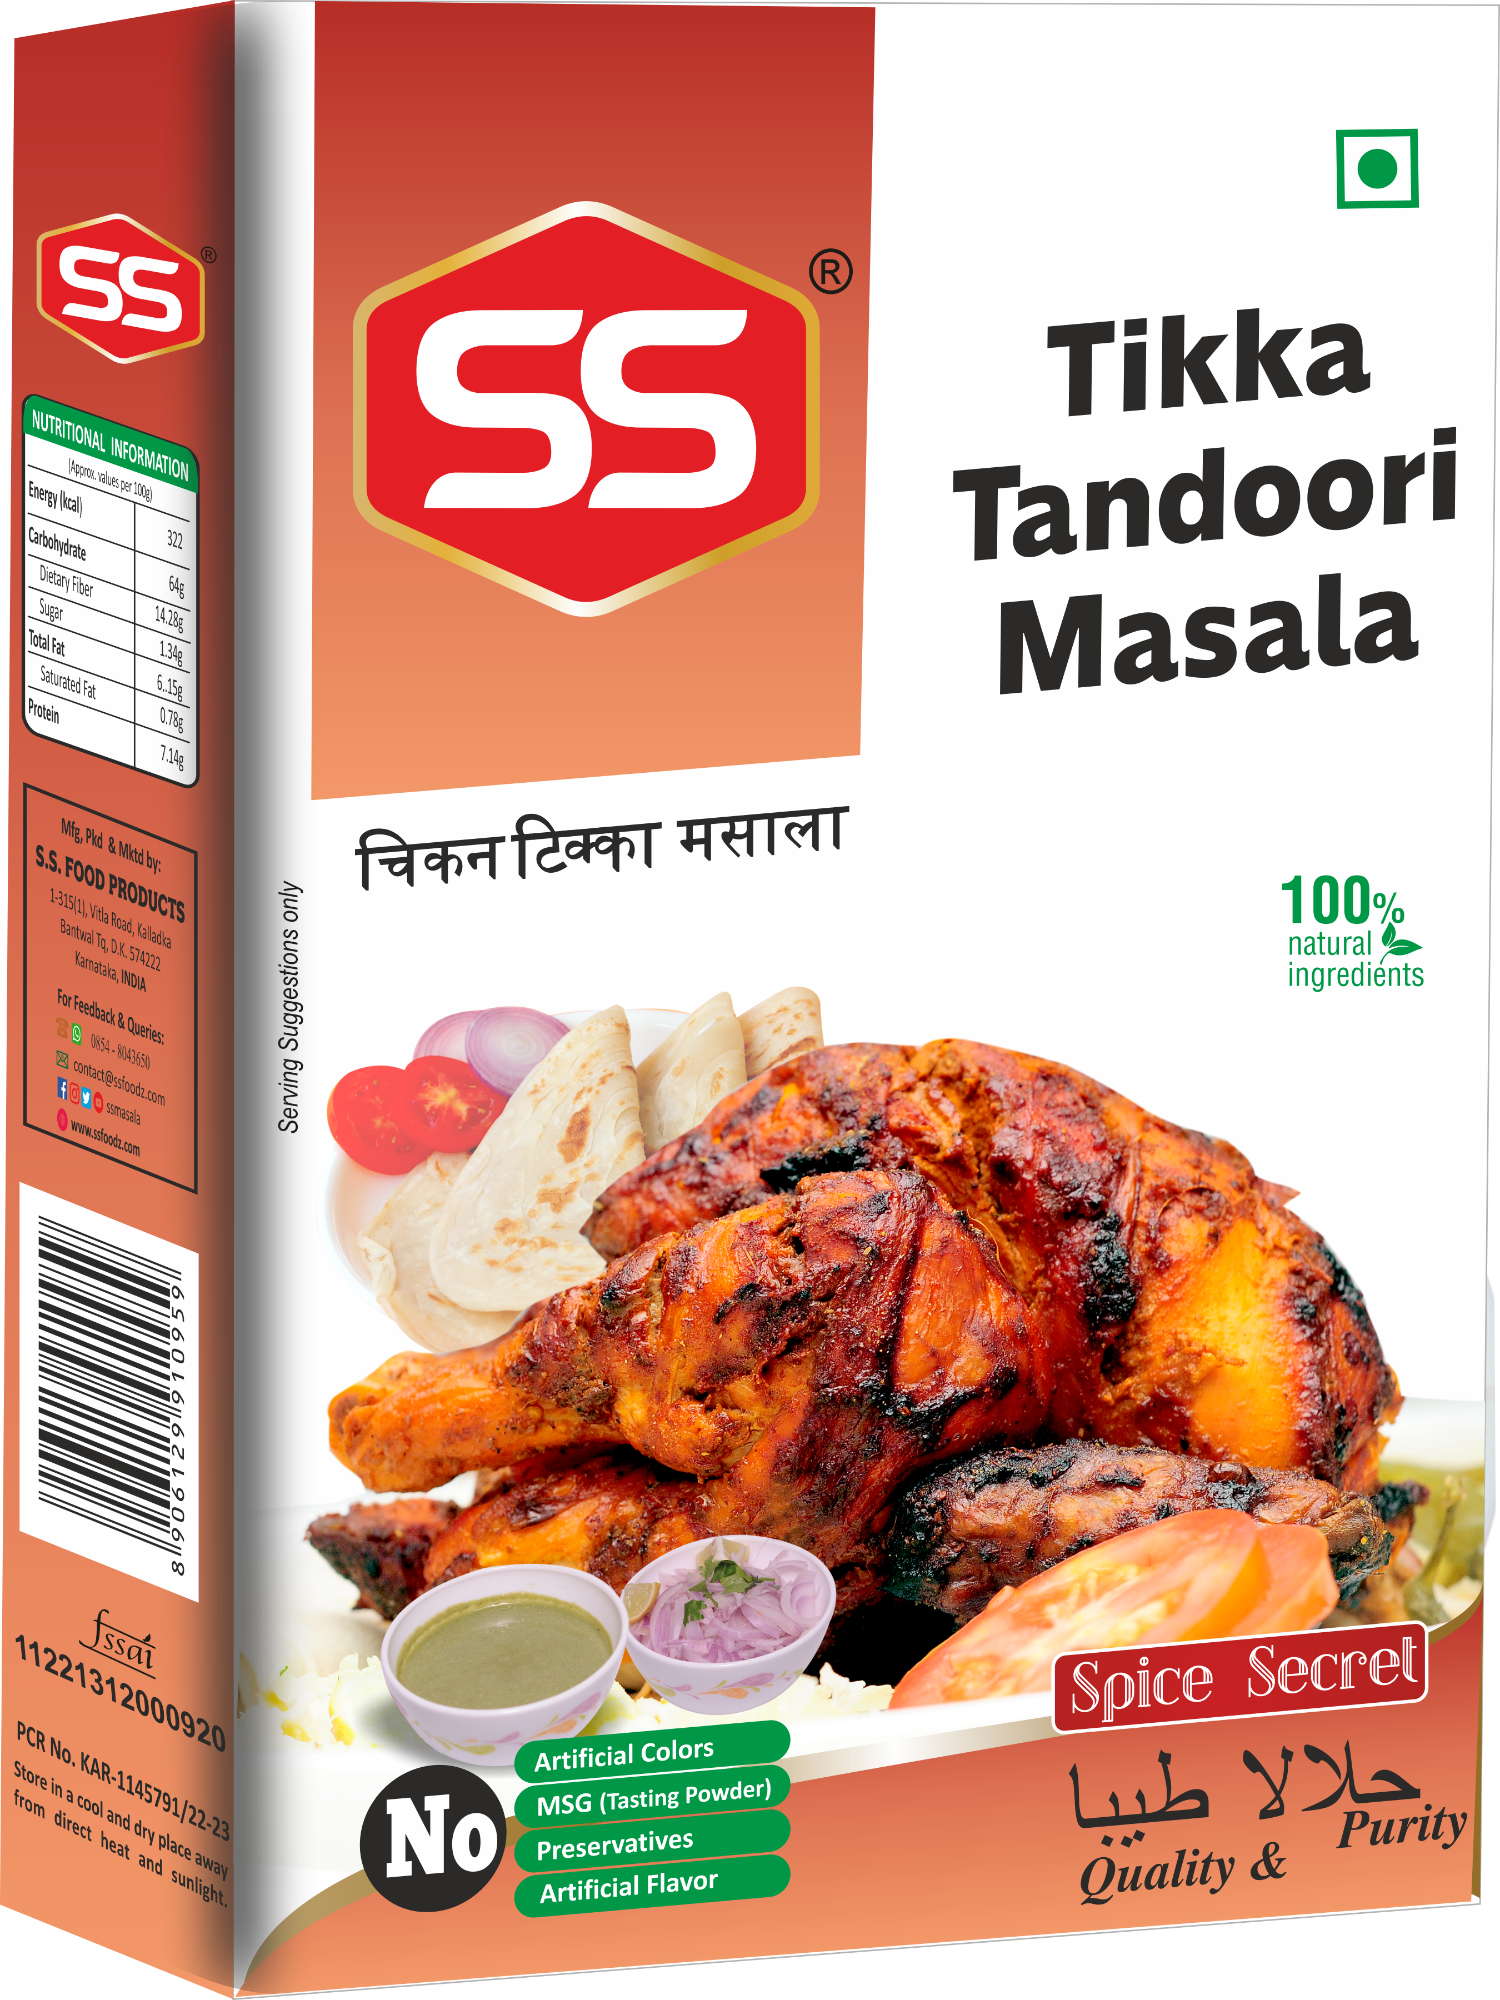 SS
®
NUTRITIONAL INFORMATION
(Approx. values per 100g)
Energy (kcal) 322
Carbohydrate 64g
Dietary Fiber 14.28g
Sugar 1.34g
Total Fat 6..15g
Saturated Fat 0.78g
Protein 7.14g
Mfg, Pkd & Mktd by:
S.S. FOOD PRODUCTS
1-315(1), Vitla Road, Kalladka
Bantwal Tq, D.K. 574222
Karnataka, INDIA
For Feedback & Queries:
0854 - 8043650
contact@ssfoodz.com
ssmasala
www.ssfoodz.com
8906129910959
fssai
11221312000920
PCR No. KAR-1145791/22-23
Store in a cool and dry place away
from direct heat and sunlight.
SS
®
Tikka
Tandoori
Masala
चिकन टिक्का मसाला
Serving Suggestions only
100%
natural
ingredients
Spice Secret
No
Artificial Colors
MSG (Tasting Powder)
Preservatives
Artificial Flavor
حلالا طيبا
Quality & Purity